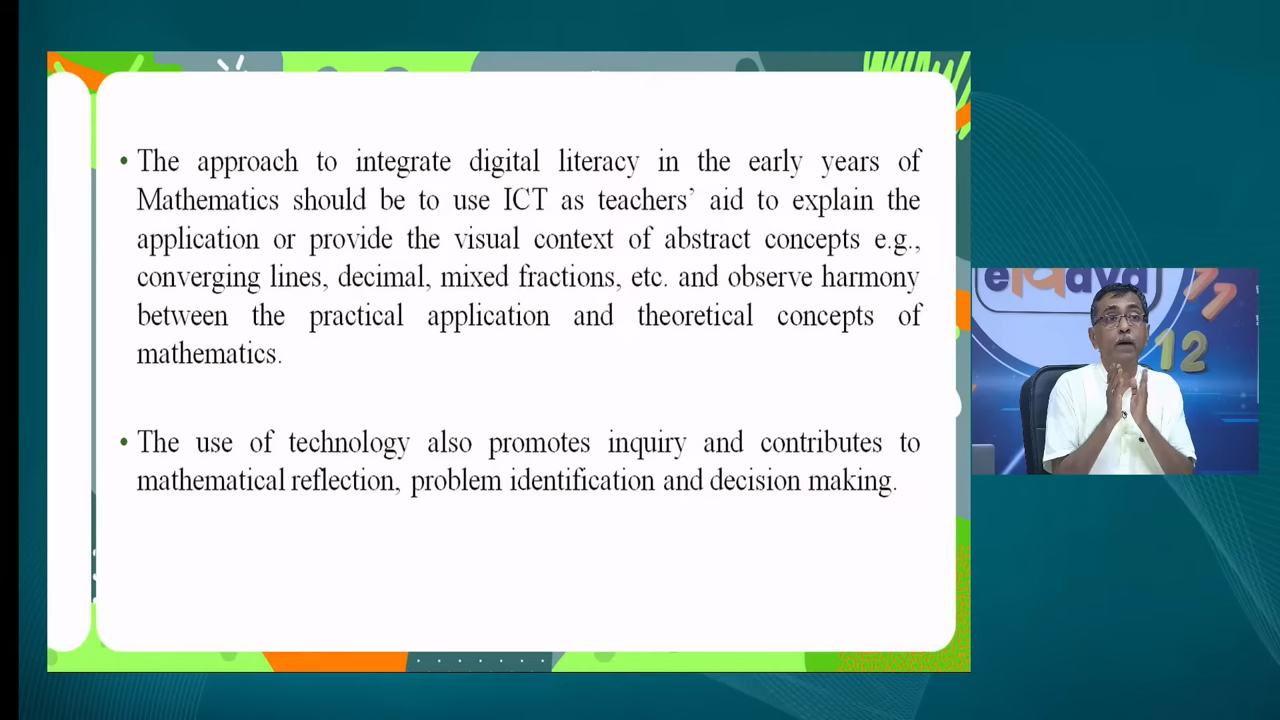 • The approach to integrate digital literacy in the early years of
Mathematics should be to use ICT as teachers’ aid to explain the
application or provide the visual context of abstract concepts e.g.,
converging lines, decimal, mixed fractions, etc. and observe harmony
between the practical application and theoretical concepts of
mathematics.
• The use of technology also promotes inquiry and contributes to
mathematical reflection, problem identification and decision making.
eविद्या
12